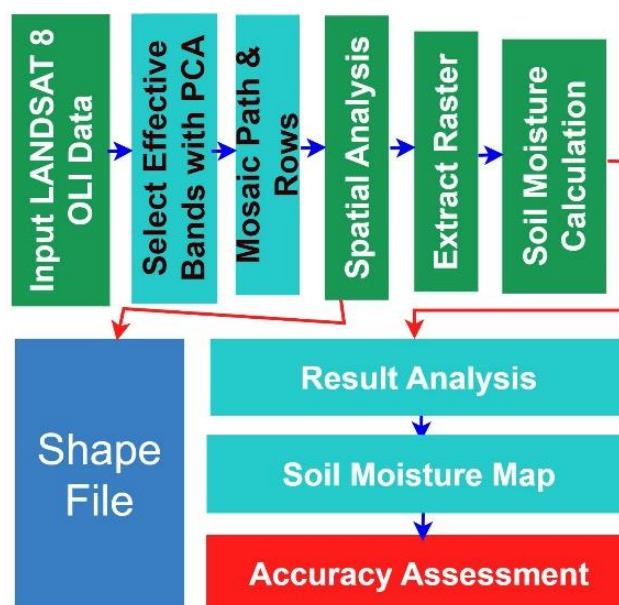 Input LANDSAT 8
OLI Data
Select Effective
Bands with PCA
Mosaic Path &
Rows
Spatial Analysis
Extract Raster
Soil Moisture
Calculation
Shape
File
Result Analysis
Soil Moisture Map
Accuracy Assessment